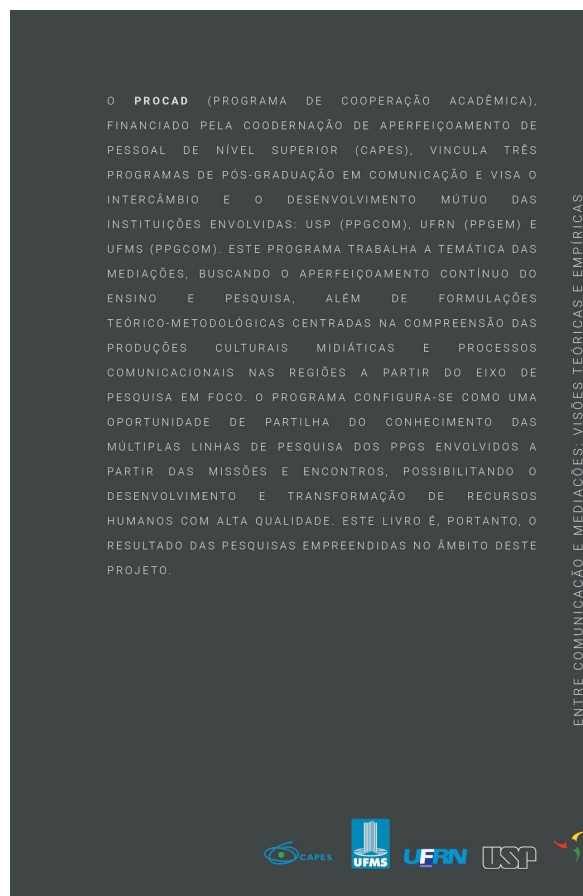 O PROCAD (PROGRAMA DE COOPERAÇÃO ACADÊMICA),
FINANCIADO PELA COODERNAÇÃO DE APERFEIÇOAMENTO DE
PESSOAL DE NÍVEL SUPERIOR (CAPES), VINCULA TRÊS
PROGRAMAS DE PÓS-GRADUAÇÃO EM COMUNICAÇÃO E VISA O
INTERCÂMBIO E O DESENVOLVIMENTO MÚTUO DAS
INSTITUIÇÕES ENVOLVIDAS: USP (PPGCOM), UFRN (PPGEM) E
UFMS (PPGCOM). ESTE PROGRAMA TRABALHA A TEMÁTICA DAS
MEDIAÇÕES, BUSCANDO O APERFEIÇOAMENTO CONTÍNUO DO
ENSINO E PESQUISA, ALÉM DE FORMULAÇÕES
TEÓRICO-METODOLÓGICAS CENTRADAS NA COMPREENSÃO DAS
PRODUÇÕES CULTURAIS MIDIÁTICAS E PROCESSOS
COMUNICACIONAIS NAS REGIÕES A PARTIR DO EIXO DE
PESQUISA EM FOCO. O PROGRAMA CONFIGURA-SE COMO UMA
OPORTUNIDADE DE PARTILHA DO CONHECIMENTO DAS
MÚLTIPLAS LINHAS DE PESQUISA DOS PPGS ENVOLVIDOS A
PARTIR DAS MISSÕES E ENCONTROS, POSSIBILITANDO O
DESENVOLVIMENTO E TRANSFORMAÇÃO DE RECURSOS
HUMANOS COM ALTA QUALIDADE. ESTE LIVRO É, PORTANTO, O
RESULTADO DAS PESQUISAS EMPREENDIDAS NO ÂMBITO DESTE
PROJETO.
ENTRE COMUNICAÇÃO E MEDIAÇÕES: VISÕES TEÓRICAS E EMPÍRICAS
CAPES
UFMS
UFRN
USP